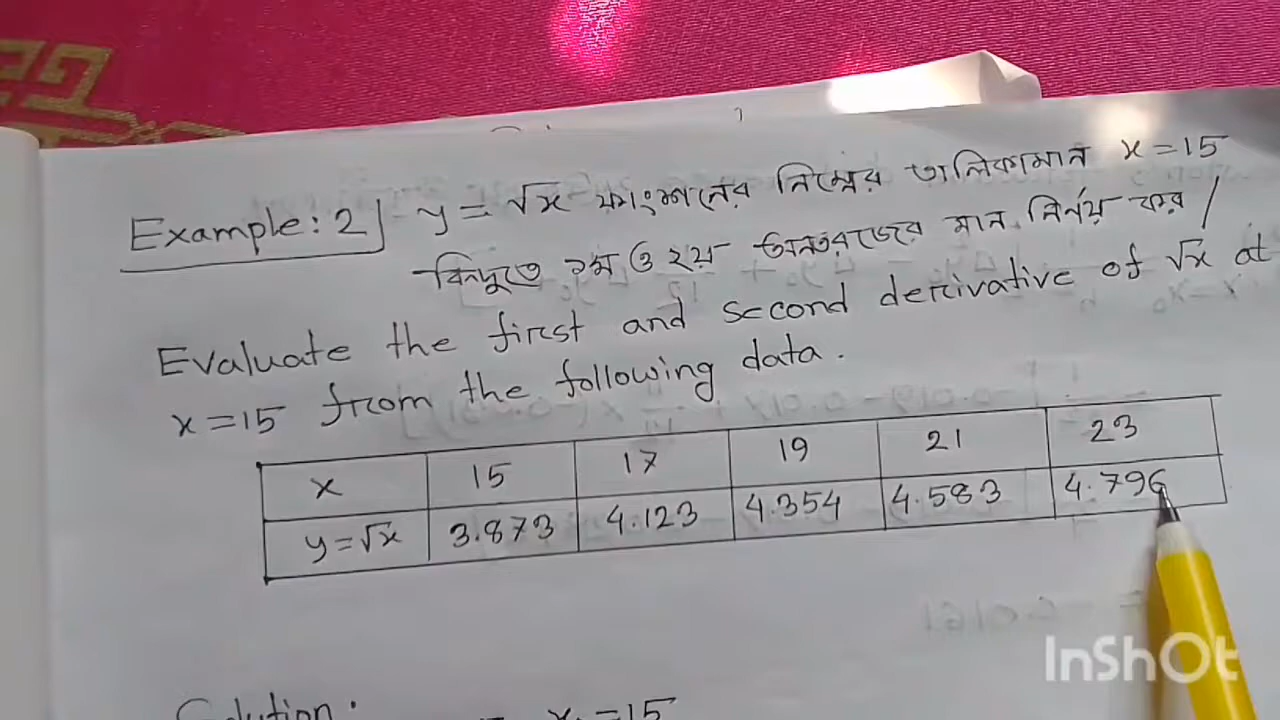 Example: 2] y = √x ফাংশনের নিম্নের তালিকামান x = 15
বিন্দুতে ১ম ও ২য় অন্তরজের মান নির্ণয় কর।
Evaluate the first and second derivative of √x at
x = 15 from the following data.
x 15 17 19 21 23
y = √x 3.873 4.123 4.354 4.583 4.796
Solution:
x = 15
InShOt